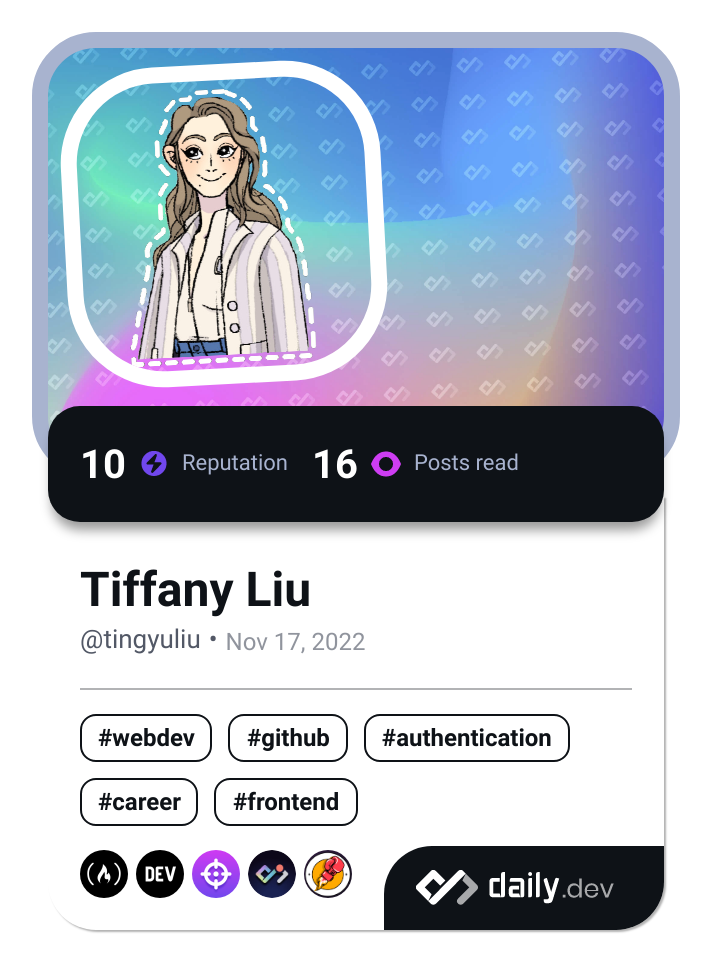 10 Reputation 16 Posts read
Tiffany Liu
@tingyuliu • Nov 17, 2022
#webdev #github #authentication
#career #frontend
DEV
daily.dev